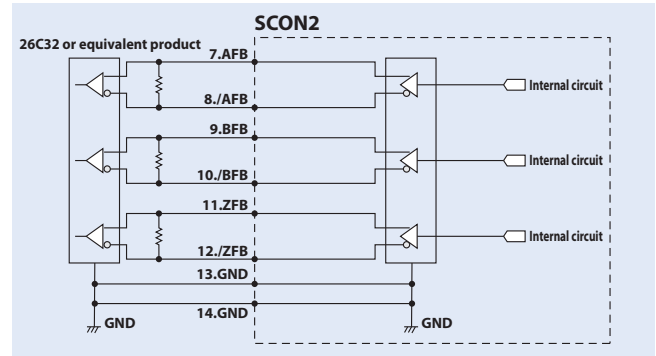 SCON2
26C32 or equivalent product
7.AFB
Internal circuit
8./AFB
9.BFB
Internal circuit
10./BFB
11.ZFB
Internal circuit
12./ZFB
13.GND
14.GND
GND
GND